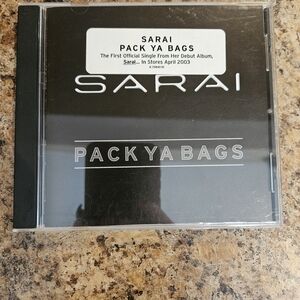 SARAI
PACK YA BAGS
The First Official Single From Her Debut Album,
Sarai... In Stores April 2003
SARAI
PACK YA BAGS